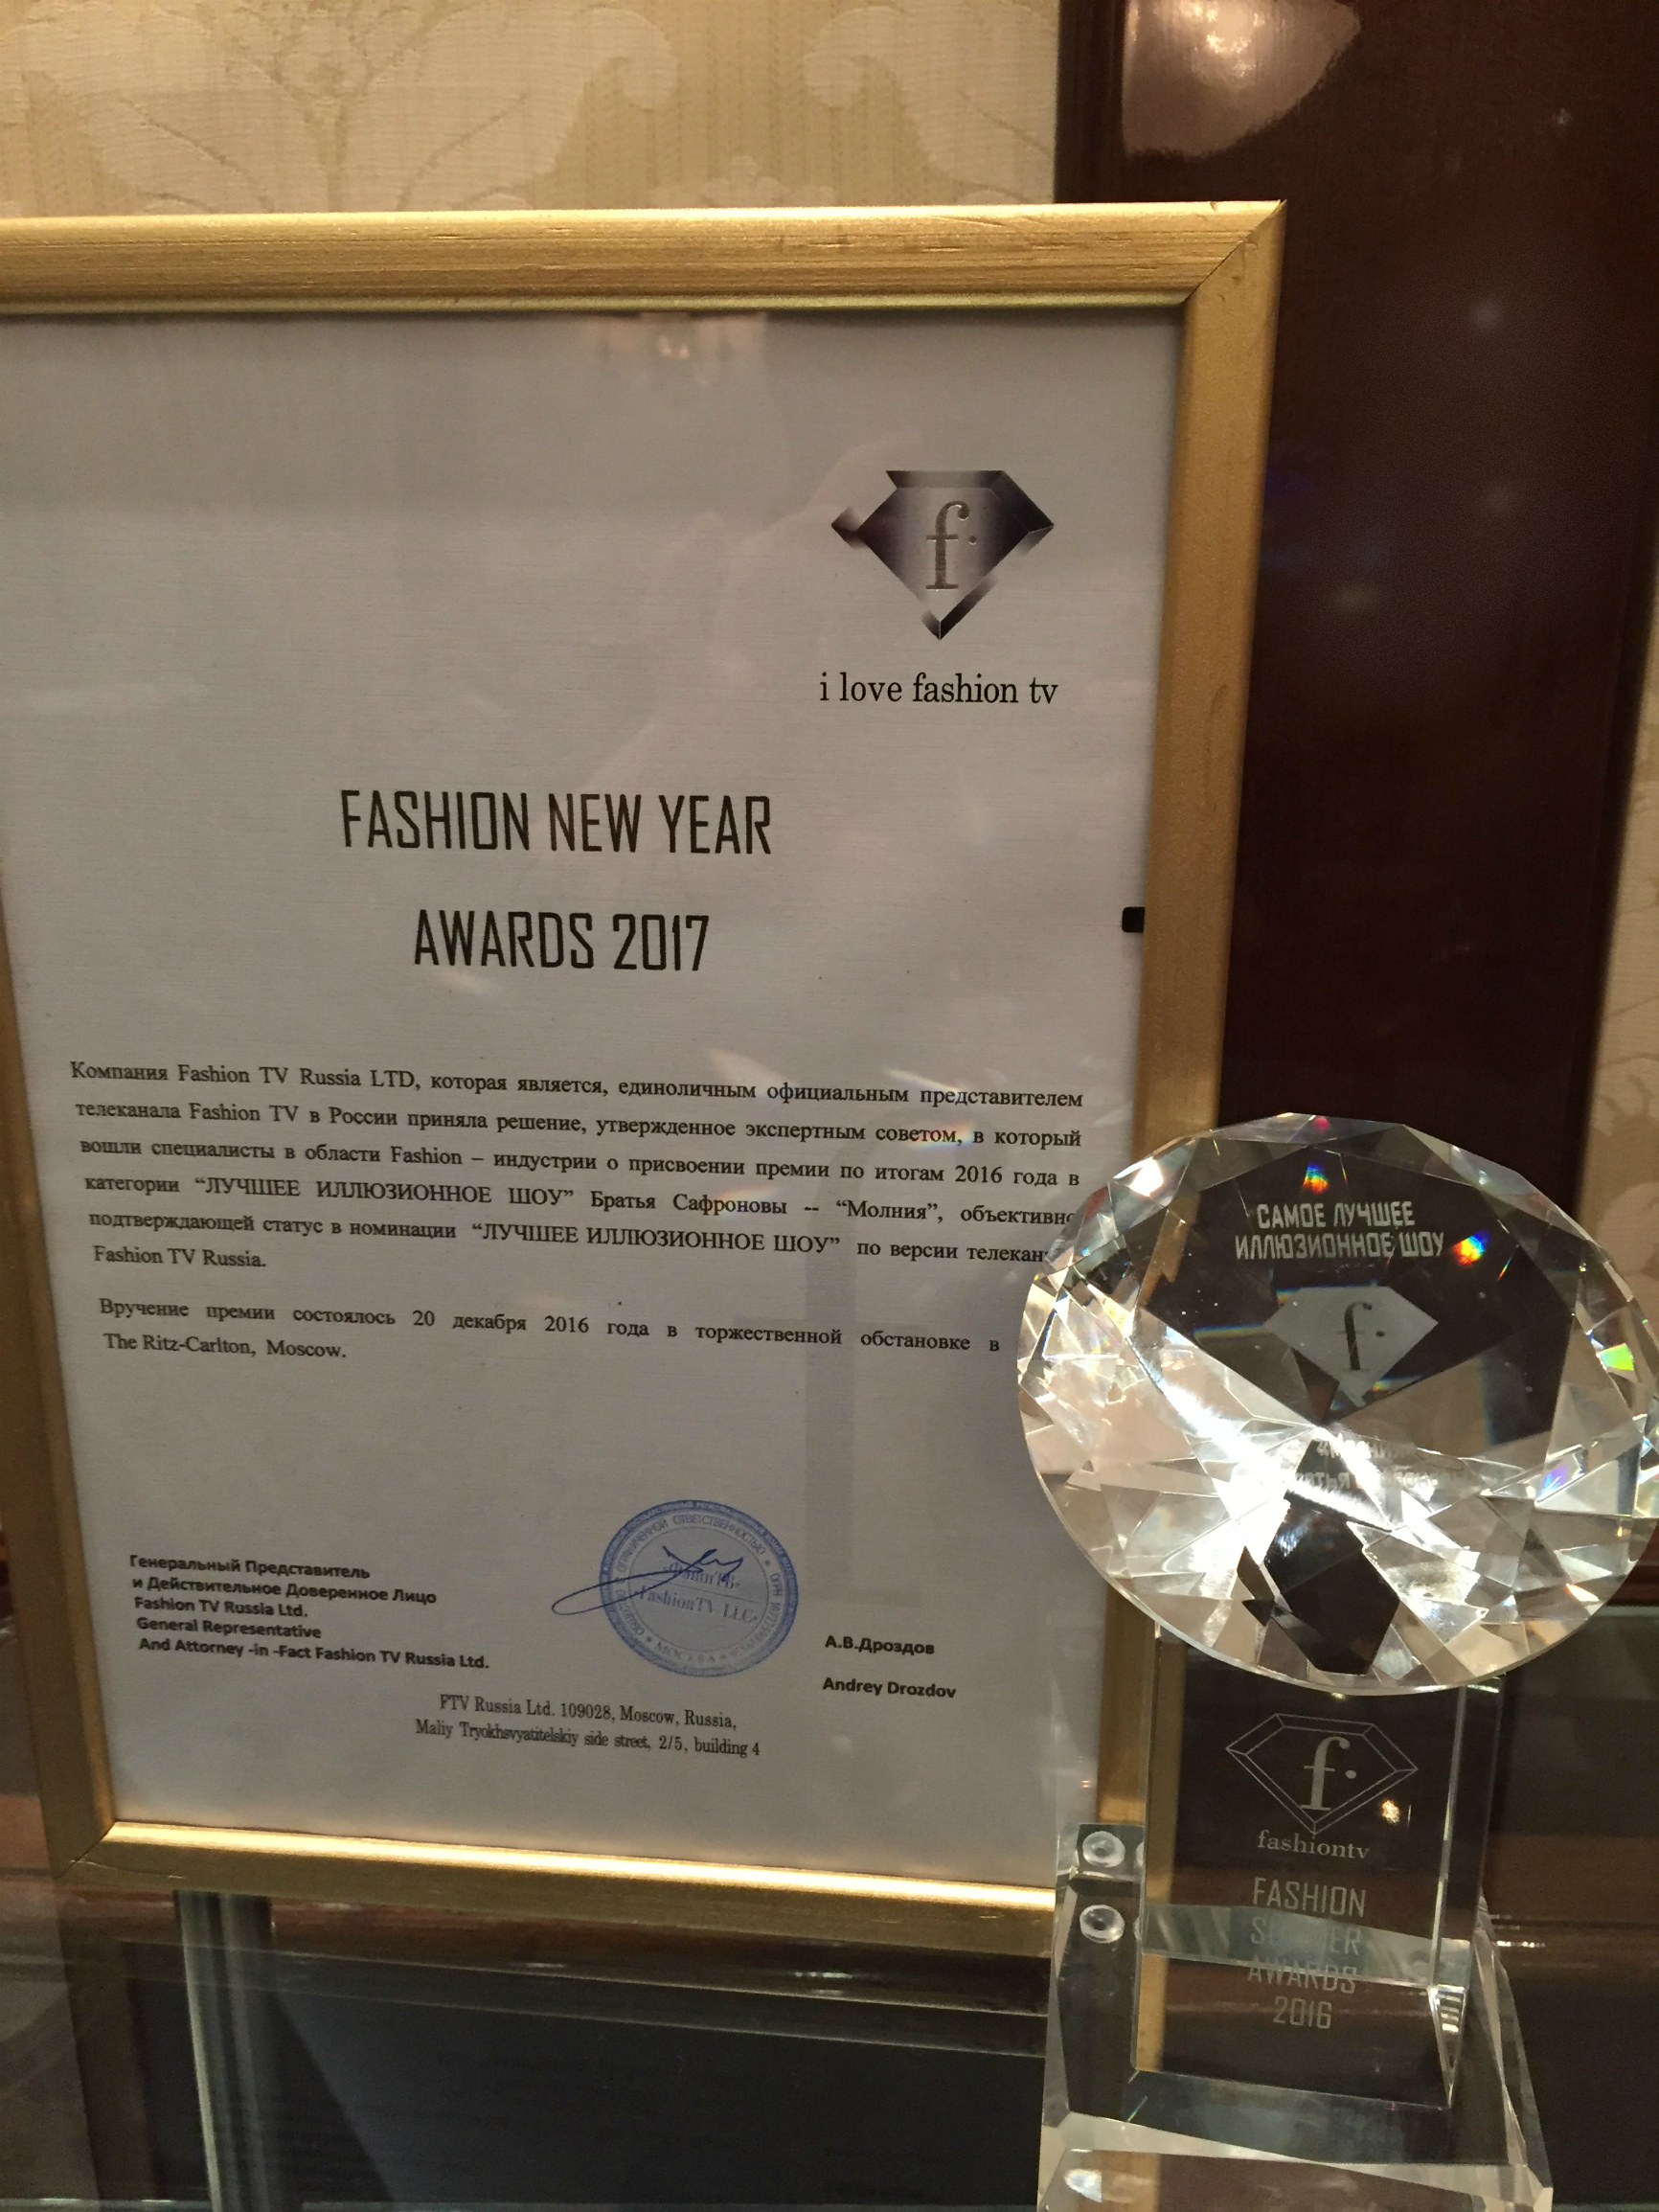 f.
i love fashion tv
FASHION NEW YEAR
AWARDS 2017
Компания Fashion TV Russia LTD, которая является, единоличным официальным представителем
телеканала Fashion TV в России приняла решение, утвержденное экспертным советом, в который
вошли специалисты в области Fashion – индустрии о присвоении премии по итогам 2016 года в
категории “ЛУЧШЕЕ ИЛЛЮЗИОННОЕ ШОУ” Братья Сафроновы -- “Молния”, объективно
подтверждающей статус в номинации “ЛУЧШЕЕ ИЛЛЮЗИОННОЕ ШОУ” по версии
Fashion TV Russia.
Вручение премии состоялось 20 декабря 2016 года в торжественной обстановке в
The Ritz-Carlton, Moscow.
Генеральный Представитель
и Действительное Доверенное Лицо
Fashion TV Russia Ltd.
General Representative
And Attorney -in -Fact Fashion TV Russia Ltd.
ОГРАНИЧЕННОЙ ОТВЕТСТВЕННОСТЬЮ
FashionTV LLC
МОСКВА
А.В.Дроздов
Andrey Drozdov
FTV Russia Ltd. 109028, Moscow, Russia,
Maliy Tryokhsvyatitelskiy side street, 2/5, building 4
САМОЕ ЛУЧШЕЕ
ИЛЛЮЗИОННОЕ ШОУ
f.
f.
fashiontv
FASHION
SUMMER
AWARDS
2016